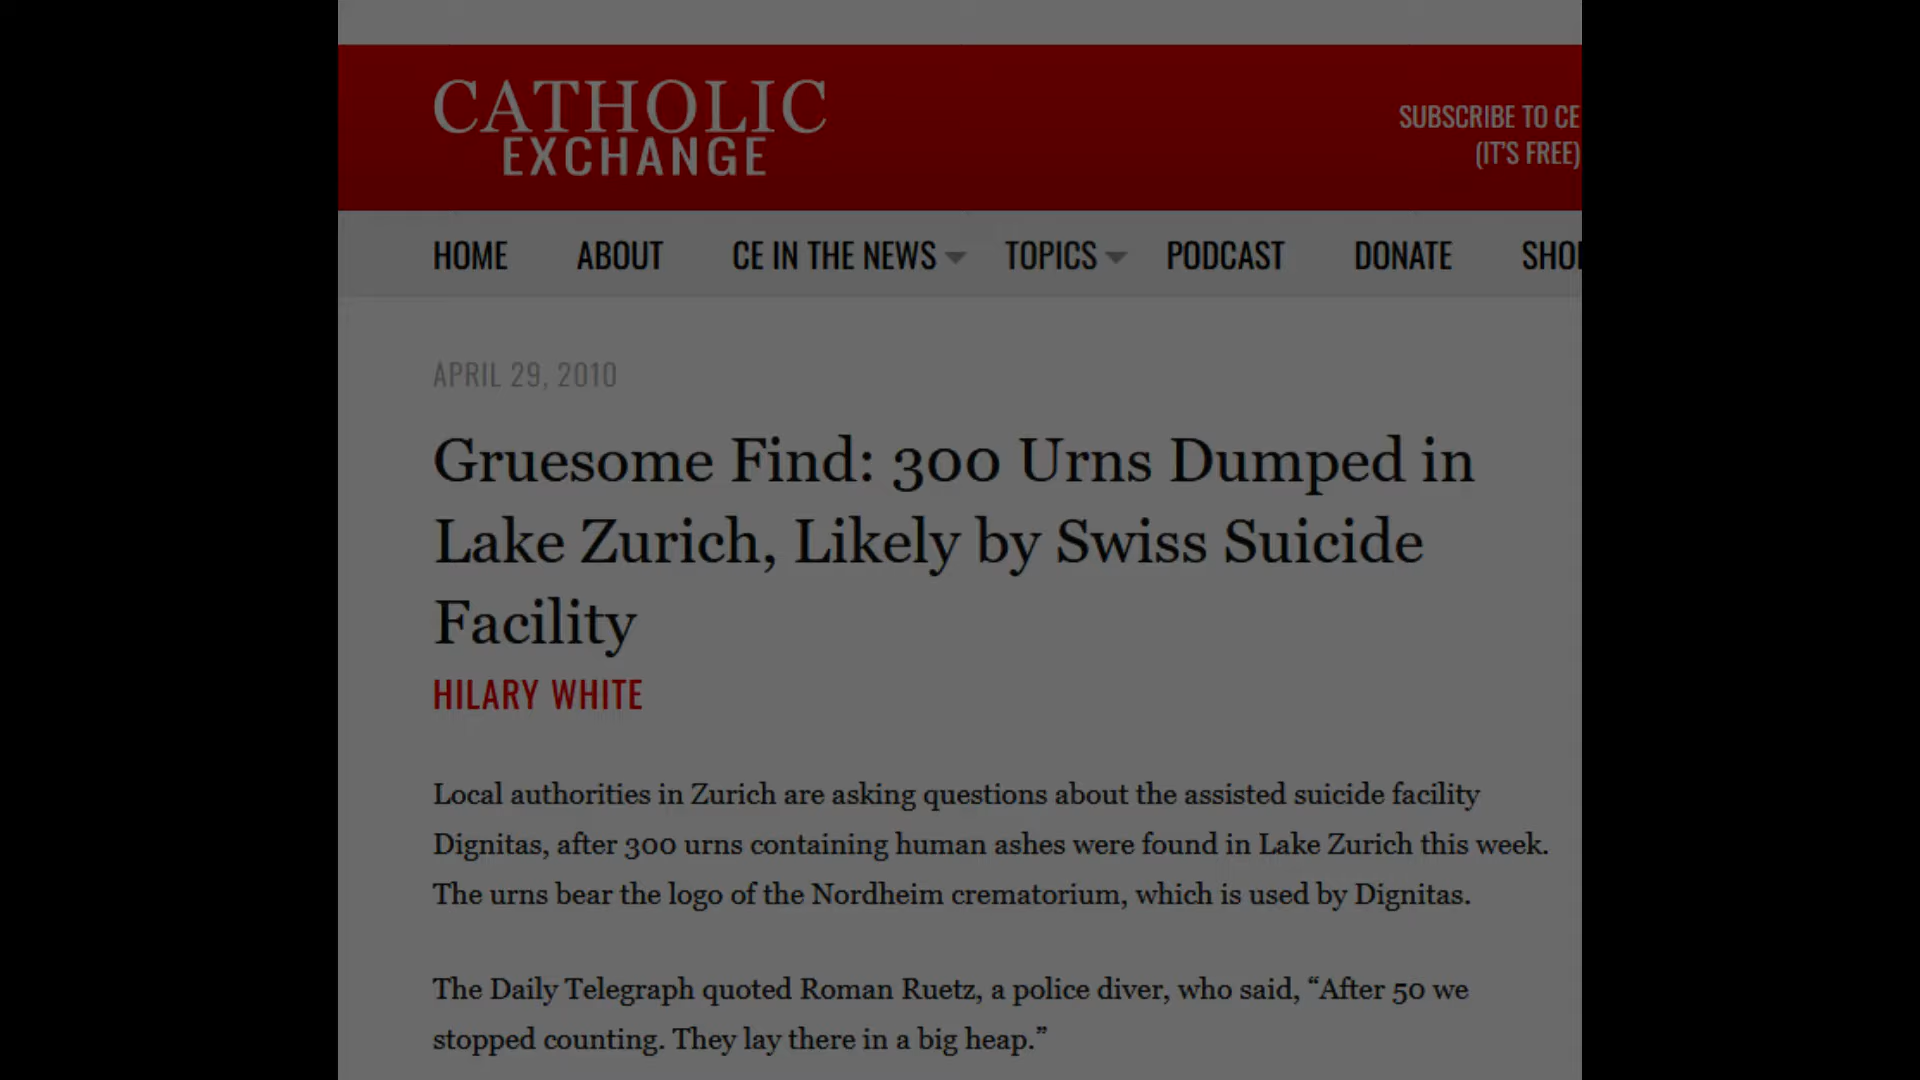 CATHOLIC
EXCHANGE
SUBSCRIBE TO CE
(IT'S FREE)
HOME ABOUT CE IN THE NEWS TOPICS PODCAST DONATE SHO
APRIL 29, 2010
Gruesome Find: 300 Urns Dumped in
Lake Zurich, Likely by Swiss Suicide
Facility
HILARY WHITE
Local authorities in Zurich are asking questions about the assisted suicide facility
Dignitas, after 300 urns containing human ashes were found in Lake Zurich this week.
The urns bear the logo of the Nordheim crematorium, which is used by Dignitas.
The Daily Telegraph quoted Roman Ruetz, a police diver, who said, “After 50 we
stopped counting. They lay there in a big heap.”